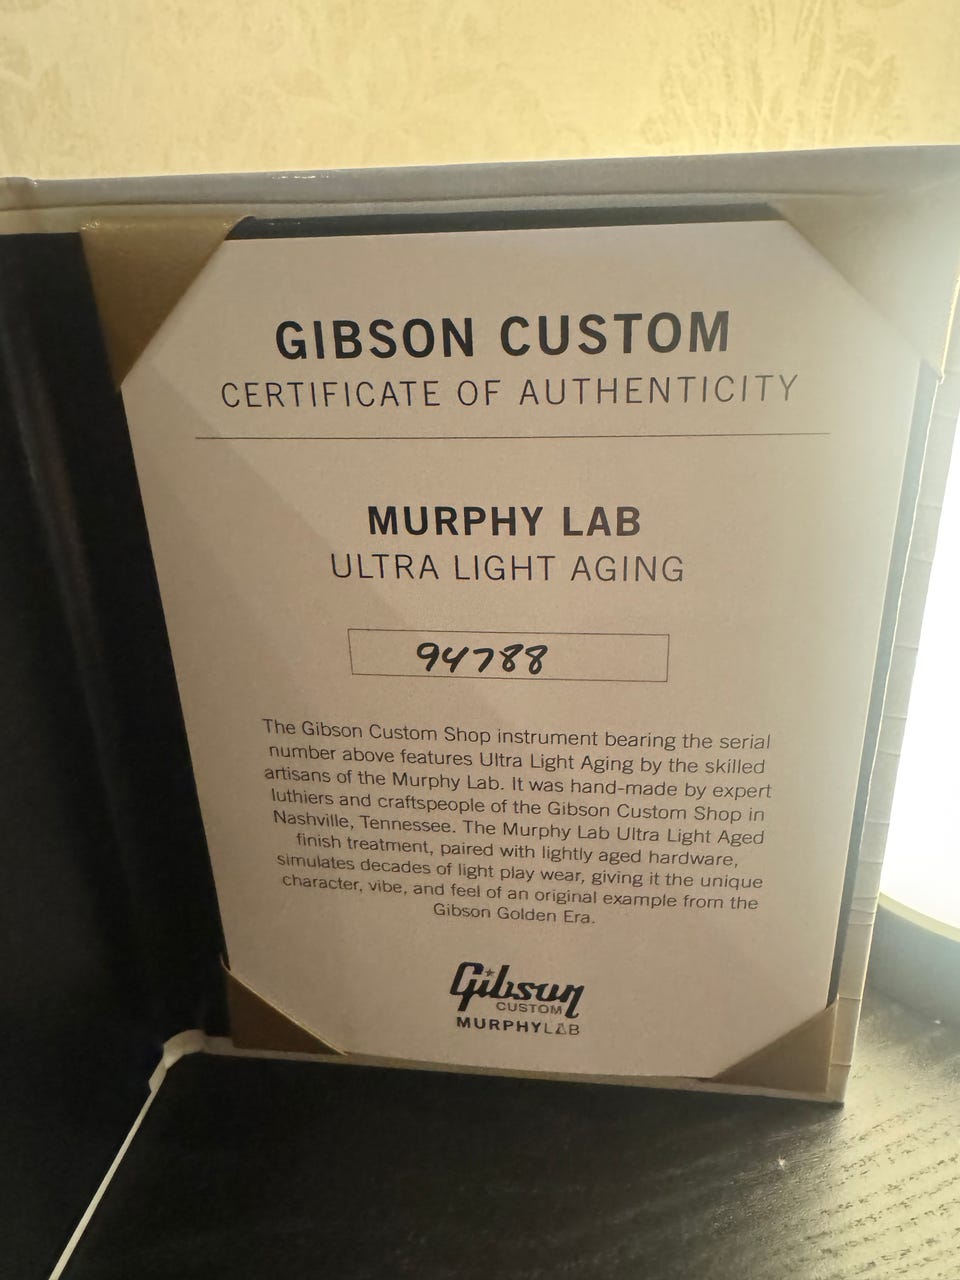 GIBSON CUSTOM
CERTIFICATE OF AUTHENTICITY
MURPHY LAB
ULTRA LIGHT AGING
94788
The Gibson Custom Shop instrument bearing the serial
number above features Ultra Light Aging by the skilled
artisans of the Murphy Lab. It was hand-made by expert
luthiers and craftspeople of the Gibson Custom Shop in
Nashville, Tennessee. The Murphy Lab Ultra Light Aged
finish treatment, paired with lightly aged hardware,
simulates decades of light play wear, giving it the unique
character, vibe, and feel of an original example from the
Gibson Golden Era.
Gibson
CUSTOM
MURPHYLAB